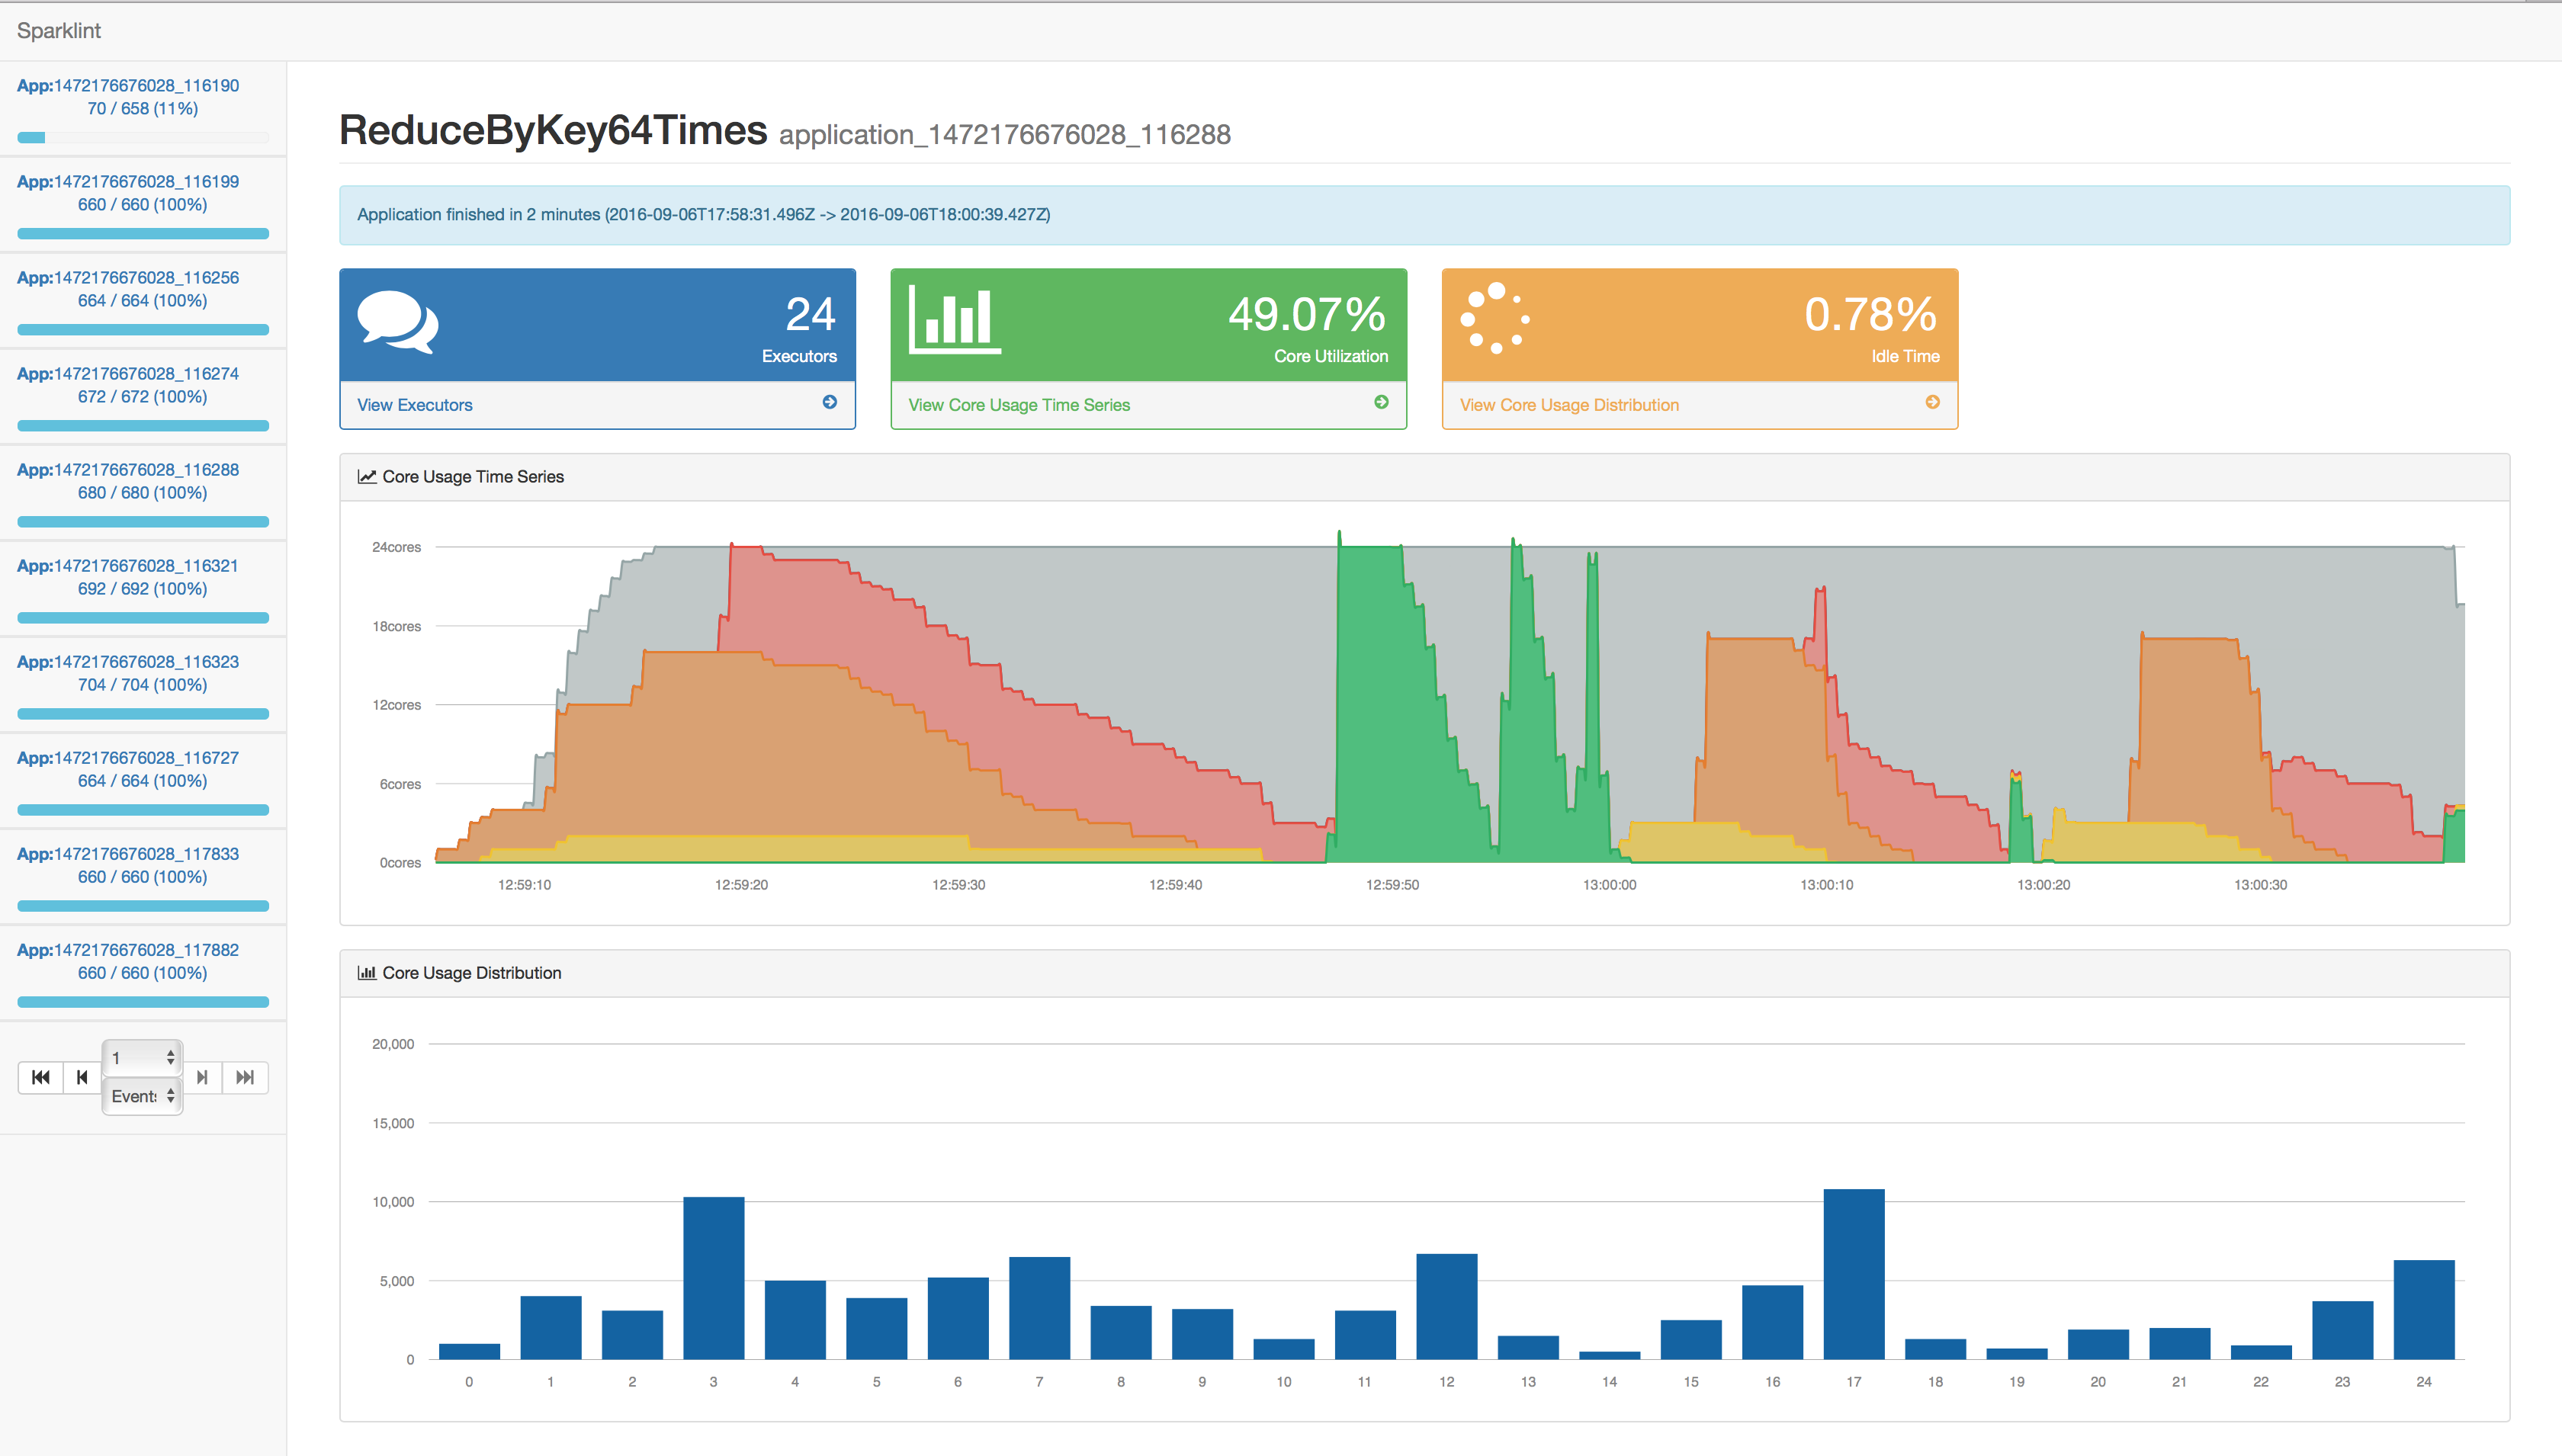 Sparklint
App:1472176676028_116190
70 / 658 (11%)
App:1472176676028_116199
660 / 660 (100%)
App:1472176676028_116256
664 / 664 (100%)
App:1472176676028_116274
672 / 672 (100%)
App:1472176676028_116288
680 / 680 (100%)
App:1472176676028_116321
692 / 692 (100%)
App:1472176676028_116323
704 / 704 (100%)
App:1472176676028_116727
664 / 664 (100%)
App:1472176676028_117833
660 / 660 (100%)
App:1472176676028_117882
660 / 660 (100%)
1
Events
ReduceByKey64Times application_1472176676028_116288
Application finished in 2 minutes (2016-09-06T17:58:31.496Z -> 2016-09-06T18:00:39.427Z)
24
Executors
View Executors
49.07%
Core Utilization
View Core Usage Time Series
0.78%
Idle Time
View Core Usage Distribution
Core Usage Time Series
24cores
18cores
12cores
6cores
0cores
12:59:10 12:59:20 12:59:30 12:59:40 12:59:50 13:00:00 13:00:10 13:00:20 13:00:30
Core Usage Distribution
20,000
15,000
10,000
5,000
0
0 1 2 3 4 5 6 7 8 9 10 11 12 13 14 15 16 17 18 19 20 21 22 23 24